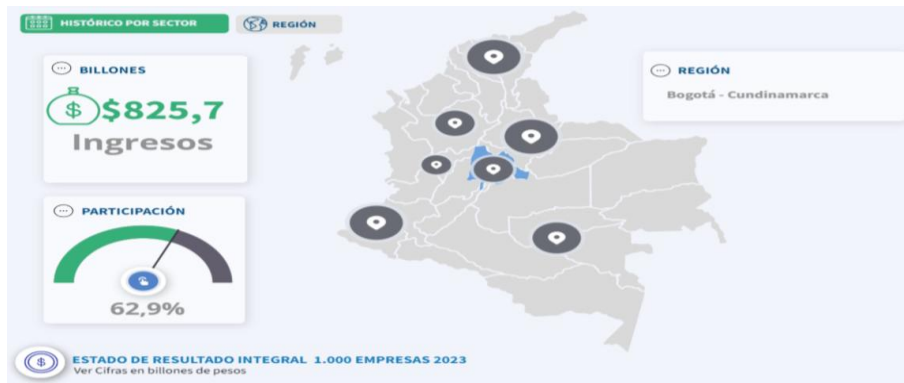 HISTÓRICO POR SECTOR
REGIÓN
BILLONES
$825,7
Ingresos
PARTICIPACIÓN
62,9%
REGIÓN
Bogotá - Cundinamarca
ESTADO DE RESULTADO INTEGRAL 1.000 EMPRESAS 2023
Ver Cifras en billones de pesos